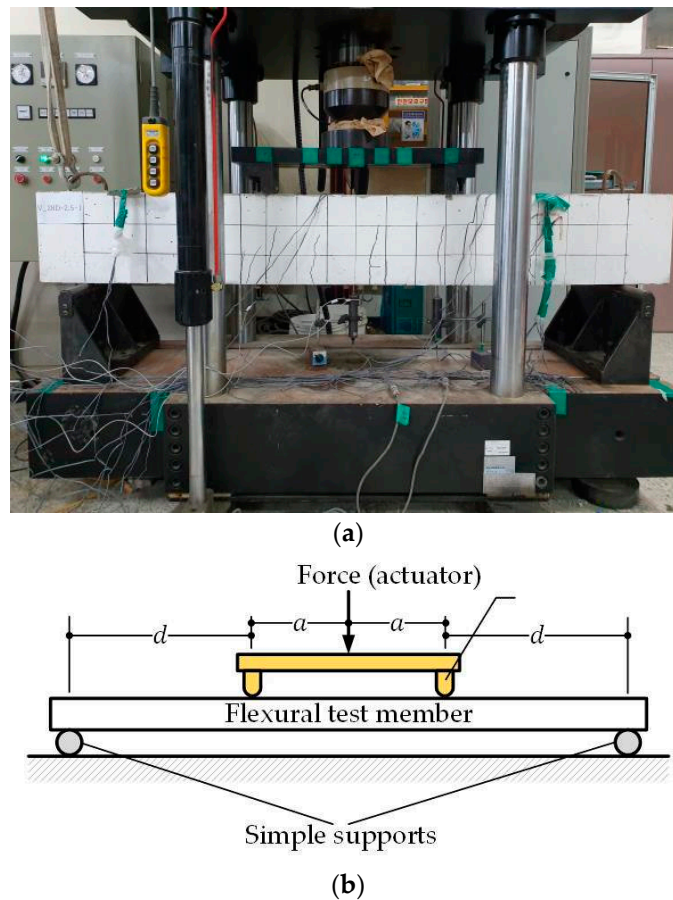 (a)
Force (actuator)
d a a d
Flexural test member
Simple supports
(b)